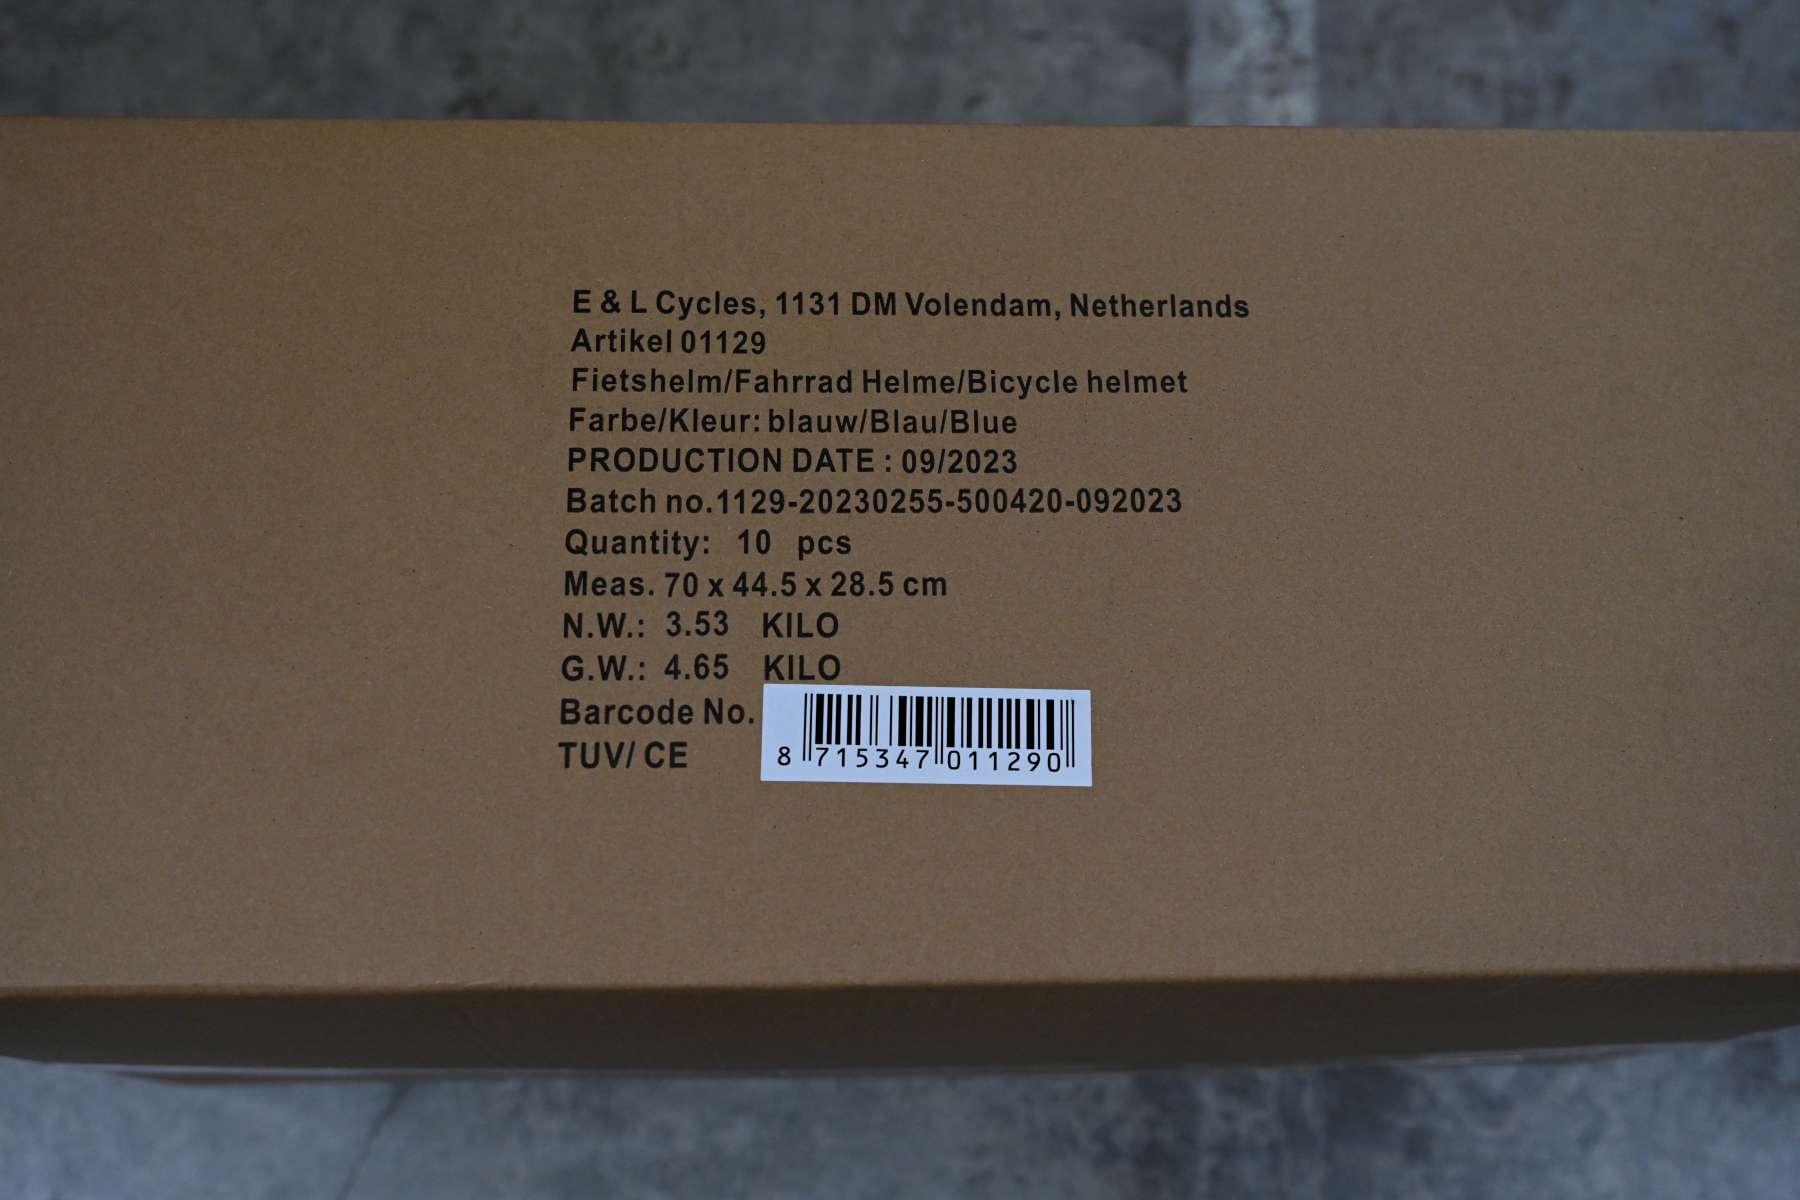 E & L Cycles, 1131 DM Volendam, Netherlands
Artikel 01129
Fietshelm/Fahrrad Helme/Bicycle helmet
Farbe/Kleur: blauw/Blau/Blue
PRODUCTION DATE : 09/2023
Batch no.1129-20230255-500420-092023
Quantity: 10 pcs
Meas. 70 x 44.5 x 28.5 cm
N.W.: 3.53 KILO
G.W.: 4.65 KILO
Barcode No.
TUV/ CE
8 715347 011290